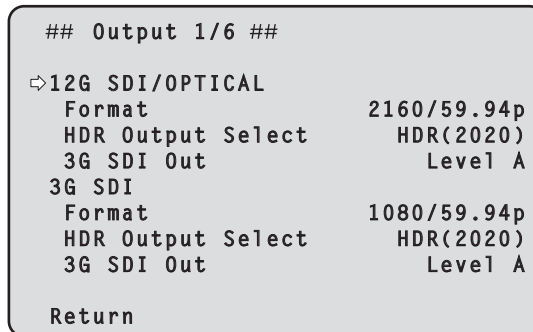 ## Output 1/6 ##
⇨12G SDI/OPTICAL
Format 2160/59.94p
HDR Output Select HDR(2020)
3G SDI Out Level A
3G SDI
Format 1080/59.94p
HDR Output Select HDR(2020)
3G SDI Out Level A
Return